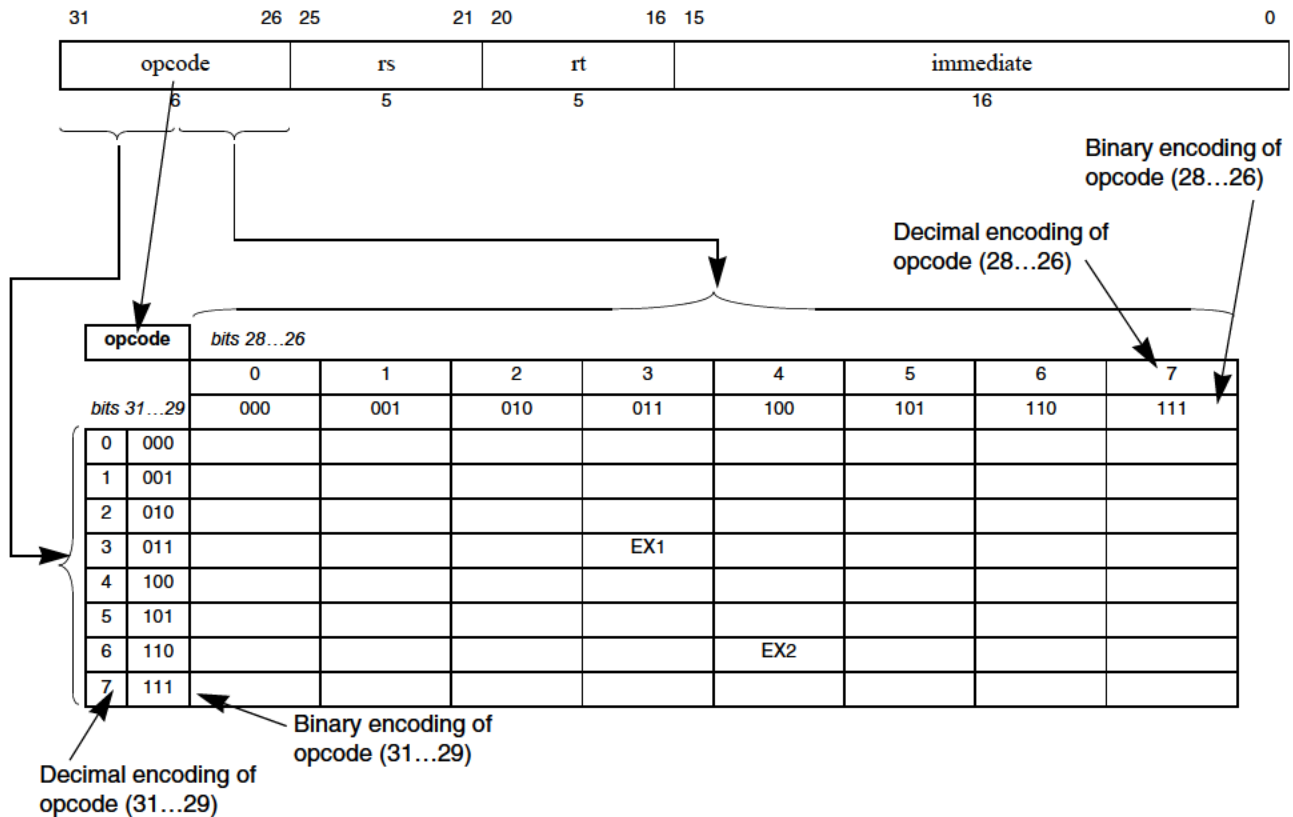 31 26 25 21 20 16 15 0
opcode rs rt immediate
6 5 5 16
Binary encoding of
opcode (28…26)
Decimal encoding of
opcode (28…26)
opcode bits 28…26
0 1 2 3 4 5 6 7
bits 31…29 000 001 010 011 100 101 110 111
0 000
1 001
2 010
3 011 EX1
4 100
5 101
6 110 EX2
7 111
Binary encoding of
opcode (31…29)
Decimal encoding of
opcode (31…29)